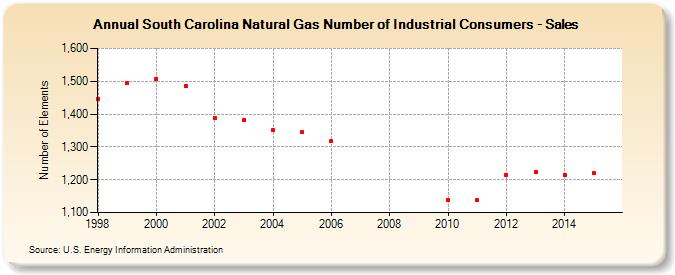 Annual South Carolina Natural Gas Number of Industrial Consumers - Sales
Number of Elements
1,600
1,500
1,400
1,300
1,200
1,100
1998 2000 2002 2004 2006 2008 2010 2012 2014
Source: U.S. Energy Information Administration